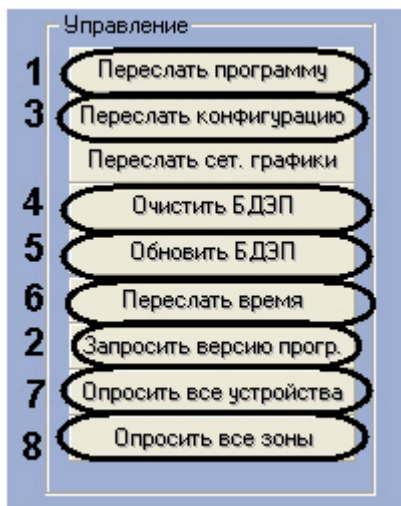 Управление
1 Переслать программу
3 Переслать конфигурацию
Переслать сет. графики
4 Очистить БДЭП
5 Обновить БДЭП
6 Переслать время
2 Запросить версию прогр.
7 Опросить все устройства
8 Опросить все зоны